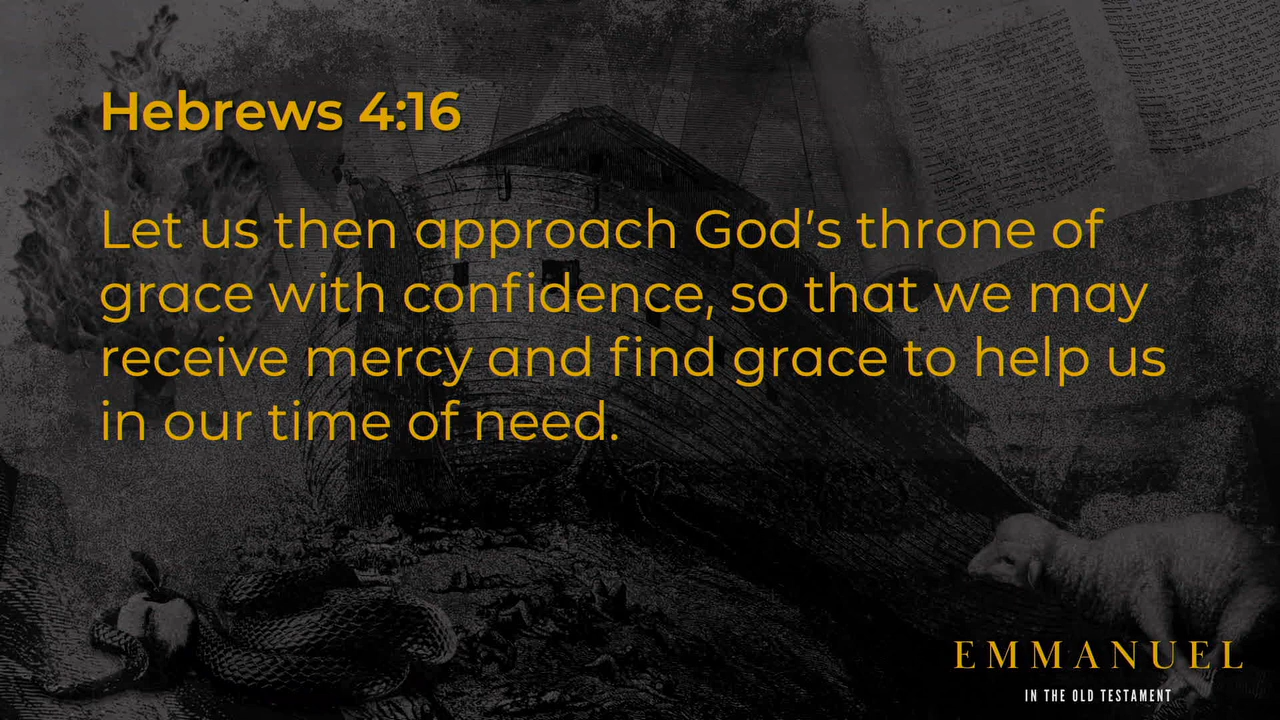 Hebrews 4:16
Let us then approach God’s throne of
grace with confidence, so that we may
receive mercy and find grace to help us
in our time of need.
EMMANUEL
IN THE OLD TESTAMENT